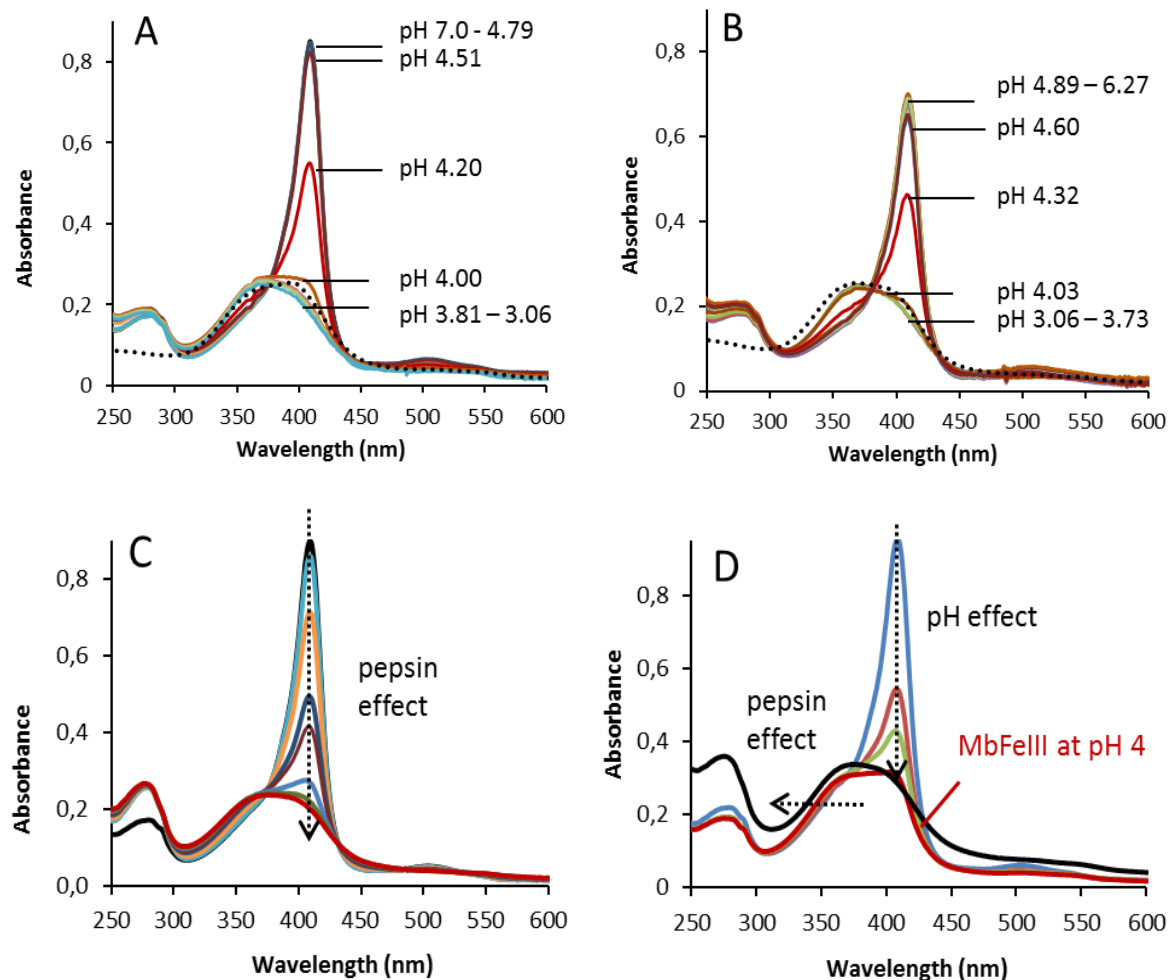 A
pH 7.0 - 4.79
pH 4.51
pH 4.20
pH 4.00
pH 3.81 – 3.06
Absorbance
0,8
0,6
0,4
0,2
0
250 300 350 400 450 500 550 600
Wavelength (nm)
B
pH 4.89 – 6.27
pH 4.60
pH 4.32
pH 4.03
pH 3.06 – 3.73
Absorbance
0,8
0,6
0,4
0,2
0
250 300 350 400 450 500 550 600
Wavelength (nm)
C
pepsin
effect
Absorbance
0,8
0,6
0,4
0,2
0,0
250 300 350 400 450 500 550 600
Wavelength (nm)
D
pH effect
pepsin
effect
MbFeIII at pH 4
Absorbance
0,8
0,6
0,4
0,2
0
250 300 350 400 450 500 550 600
Wavelength (nm)